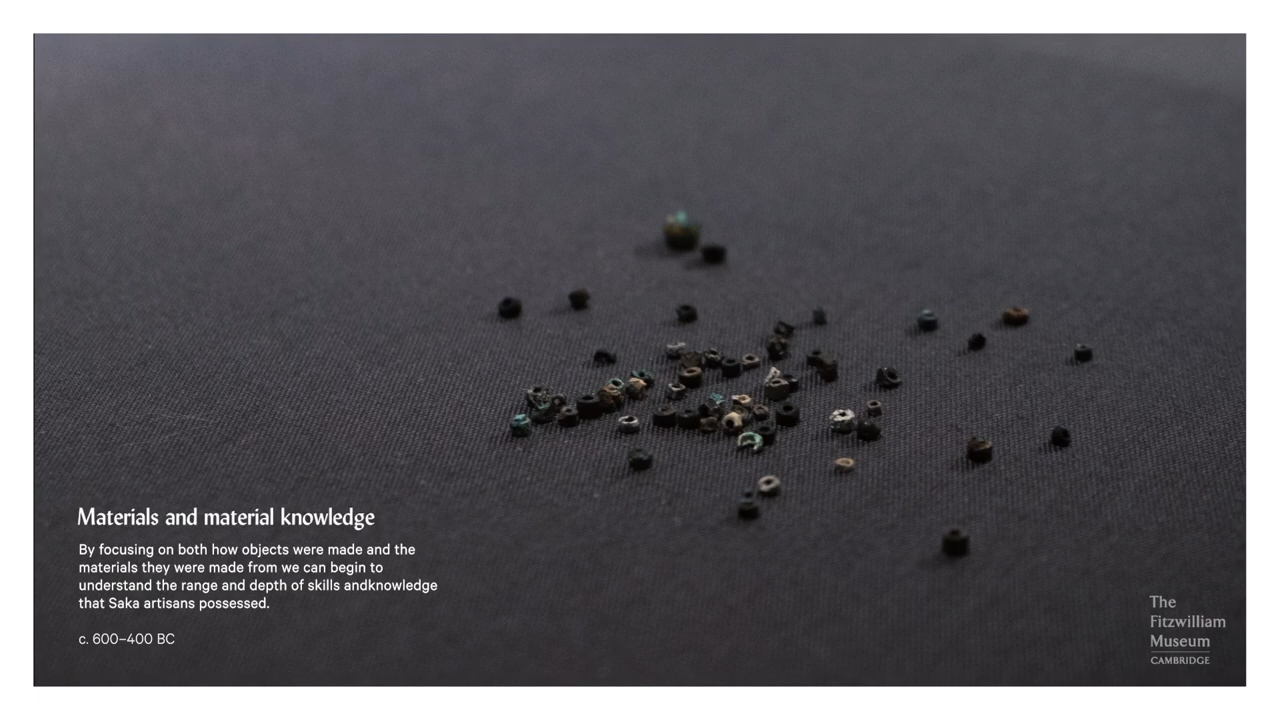 Materials and material knowledge
By focusing on both how objects were made and the
materials they were made from we can begin to
understand the range and depth of skills andknowledge
that Saka artisans possessed.
c. 600–400 BC
The
Fitzwilliam
Museum
CAMBRIDGE